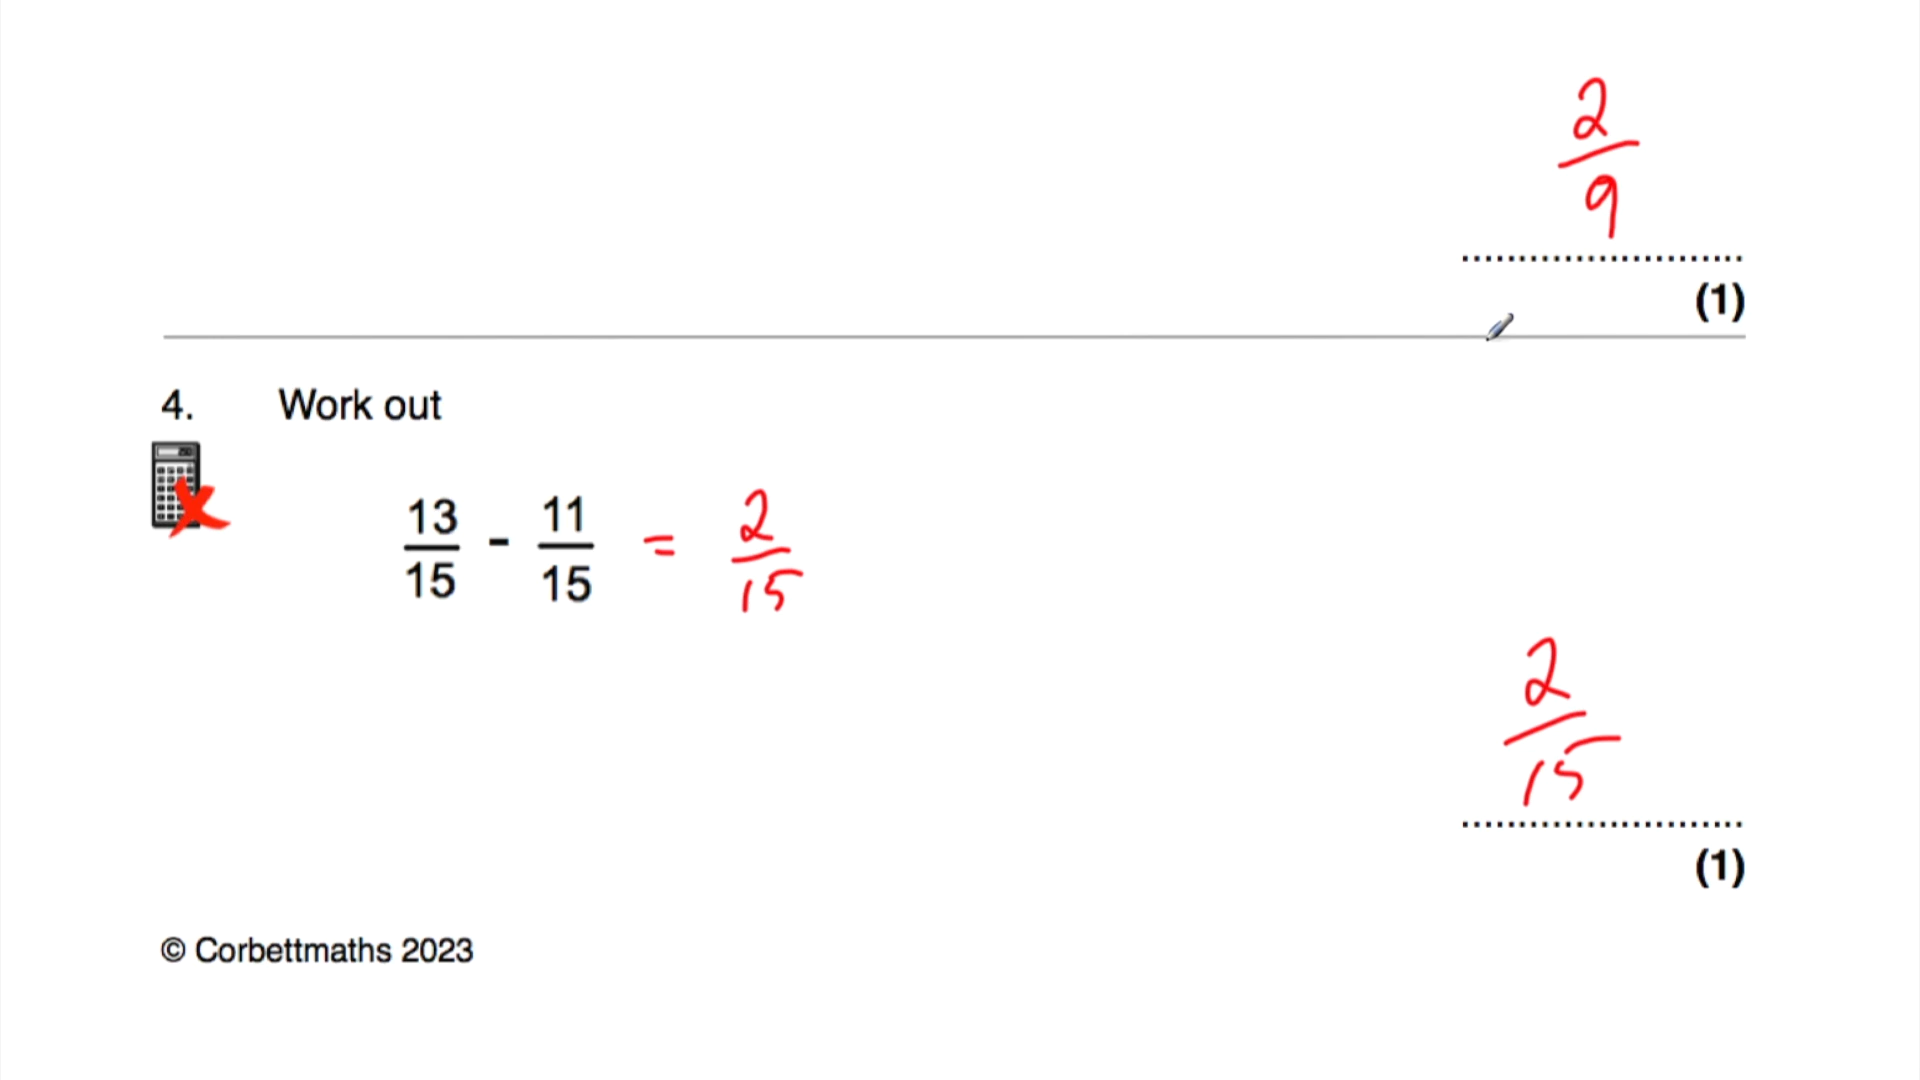 2/9
(1)
4. Work out
13/15 - 11/15 = 2/15
2/15
(1)
© Corbettmaths 2023